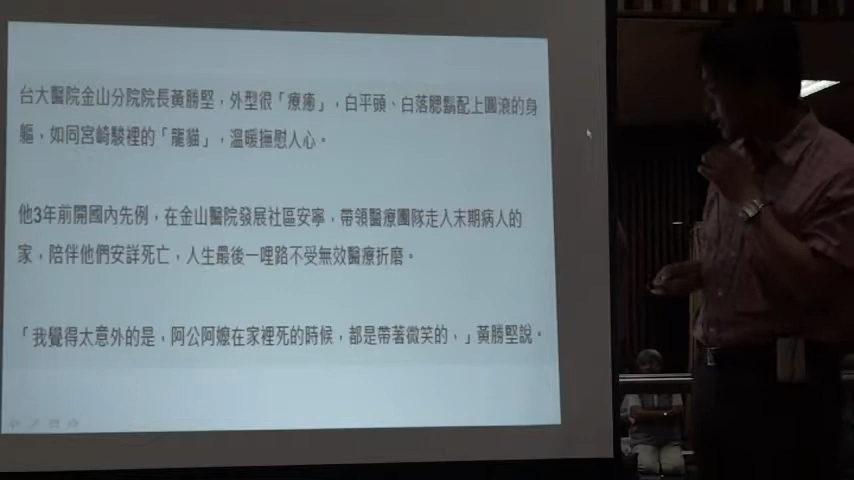 台大醫院金山分院院長黃勝堅，外型很「療癒」，白平頭、白落腮鬍配上圓滾的身
軀，如同宮崎駿裡的「龍貓」，溫暖撫慰人心。
他3年前開國內先例，在金山醫院發展社區安寧，帶領醫療團隊走入末期病人的
家，陪伴他們安詳死亡，人生最後一哩路不受無效醫療折磨。
「我覺得太意外的是，阿公阿嬤在家裡死的時候，都是帶著微笑的，」黃勝堅說。